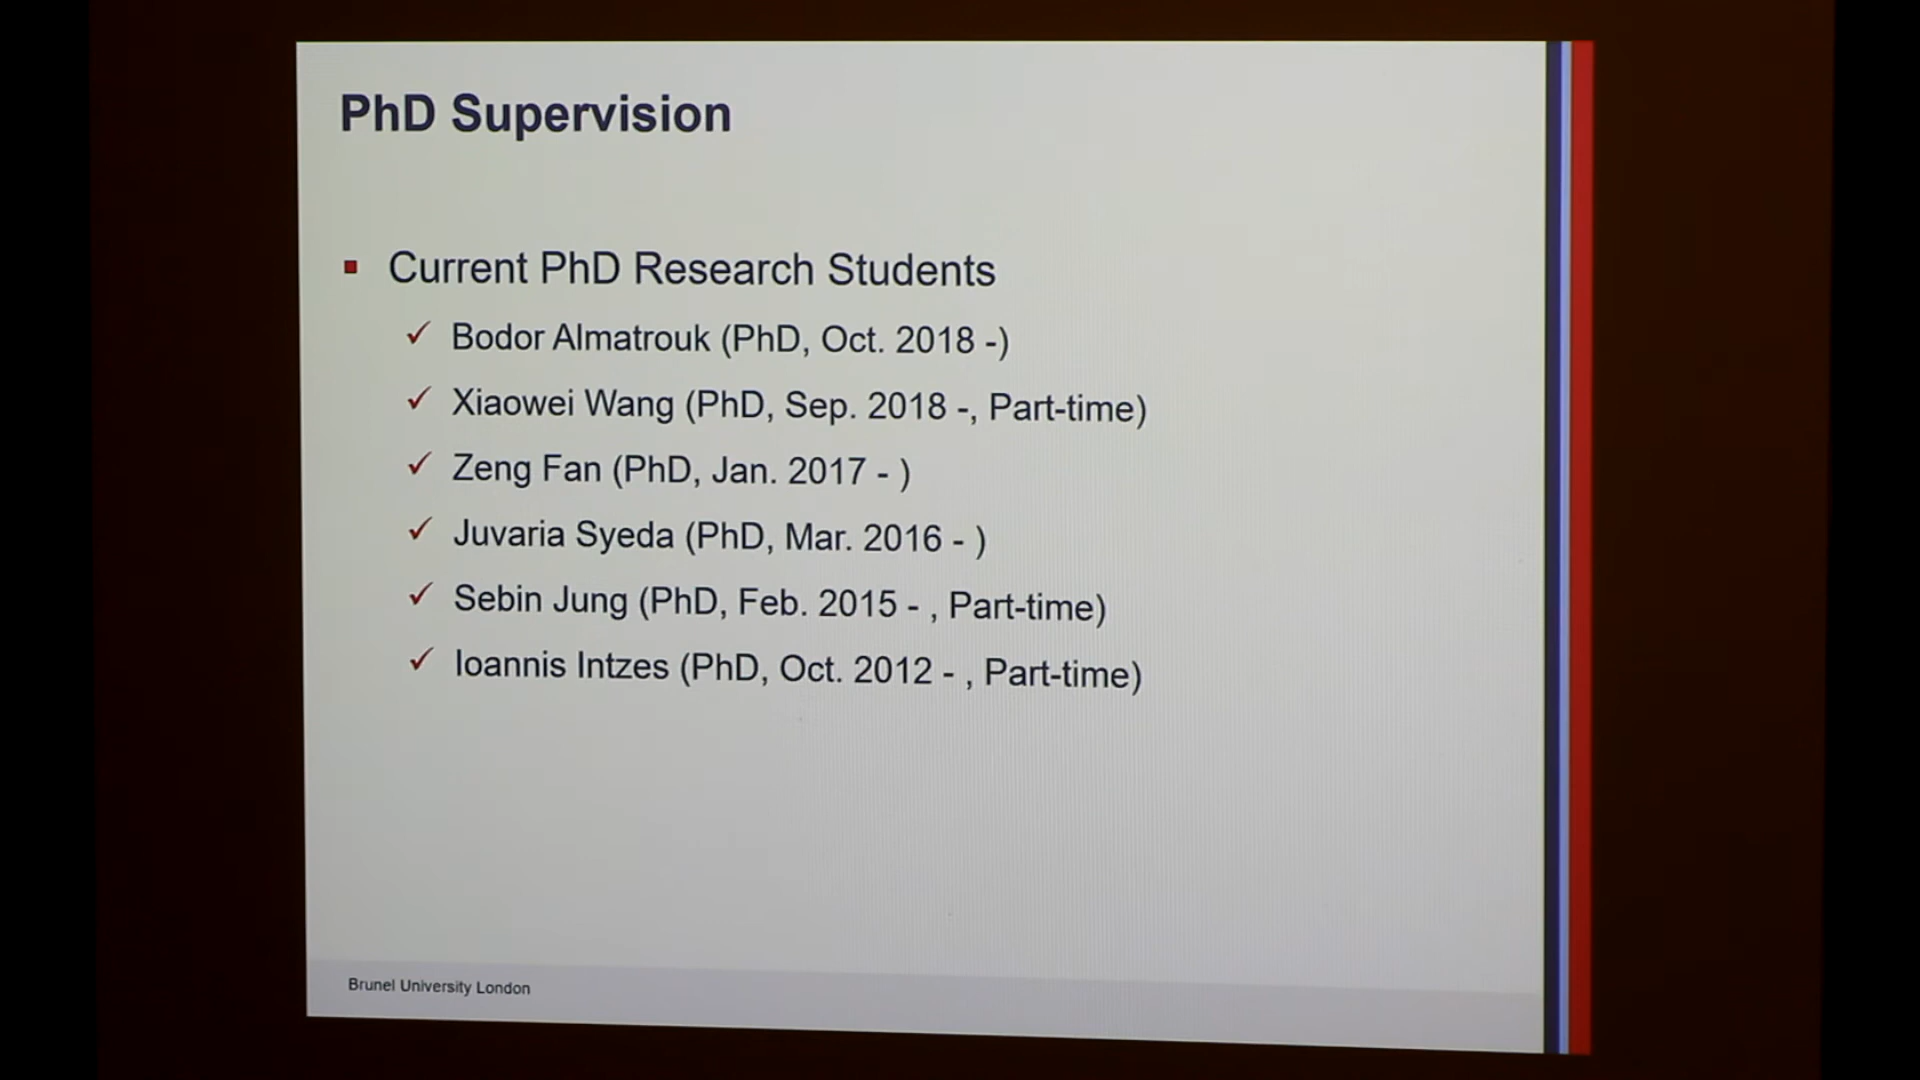 PhD Supervision
Current PhD Research Students
Bodor Almatrouk (PhD, Oct. 2018 -)
Xiaowei Wang (PhD, Sep. 2018 -, Part-time)
Zeng Fan (PhD, Jan. 2017 - )
Juvaria Syeda (PhD, Mar. 2016 - )
Sebin Jung (PhD, Feb. 2015 - , Part-time)
Ioannis Intzes (PhD, Oct. 2012 - , Part-time)
Brunel University London